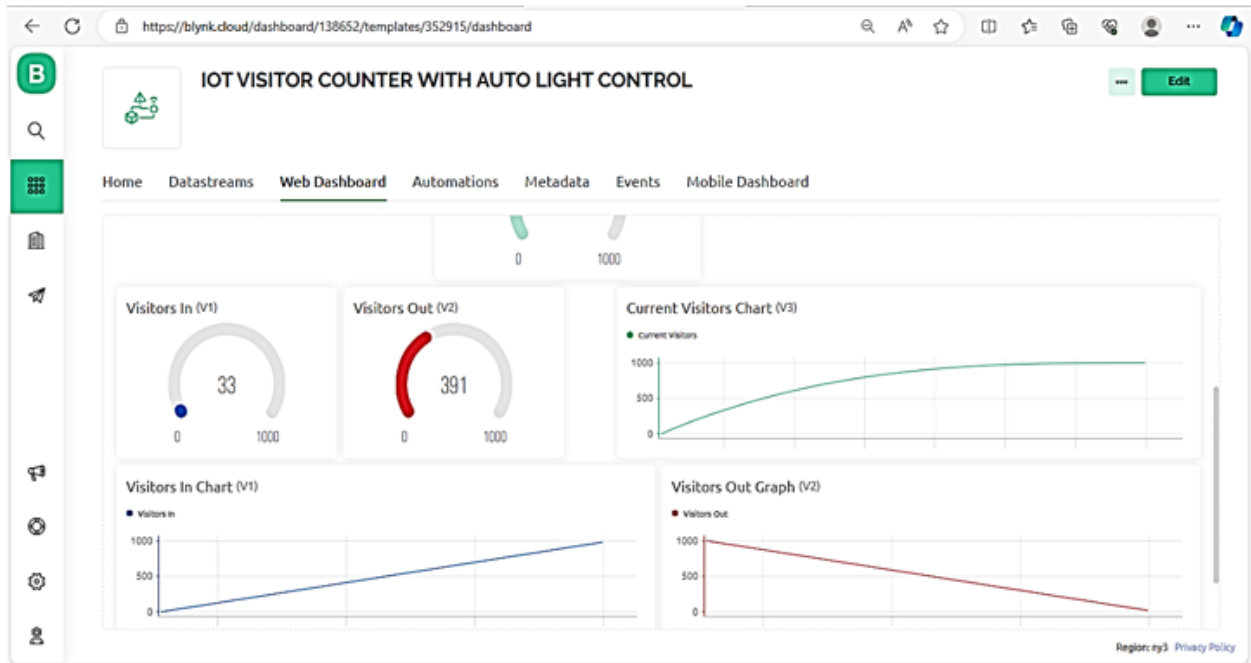 https://blynk.cloud/dashboard/138652/templates/352915/dashboard
B
IOT VISITOR COUNTER WITH AUTO LIGHT CONTROL
Edit
Home Datastreams Web Dashboard Automations Metadata Events Mobile Dashboard
0 1000
Visitors In (V1)
33
0 1000
Visitors Out (V2)
391
0 1000
Current Visitors Chart (V3)
Current Visitors
1000
500
0
Visitors In Chart (V1)
Visitors In
1000
500
0
Visitors Out Graph (V2)
Visitors Out
1000
500
0
Region: ny3 Privacy Policy